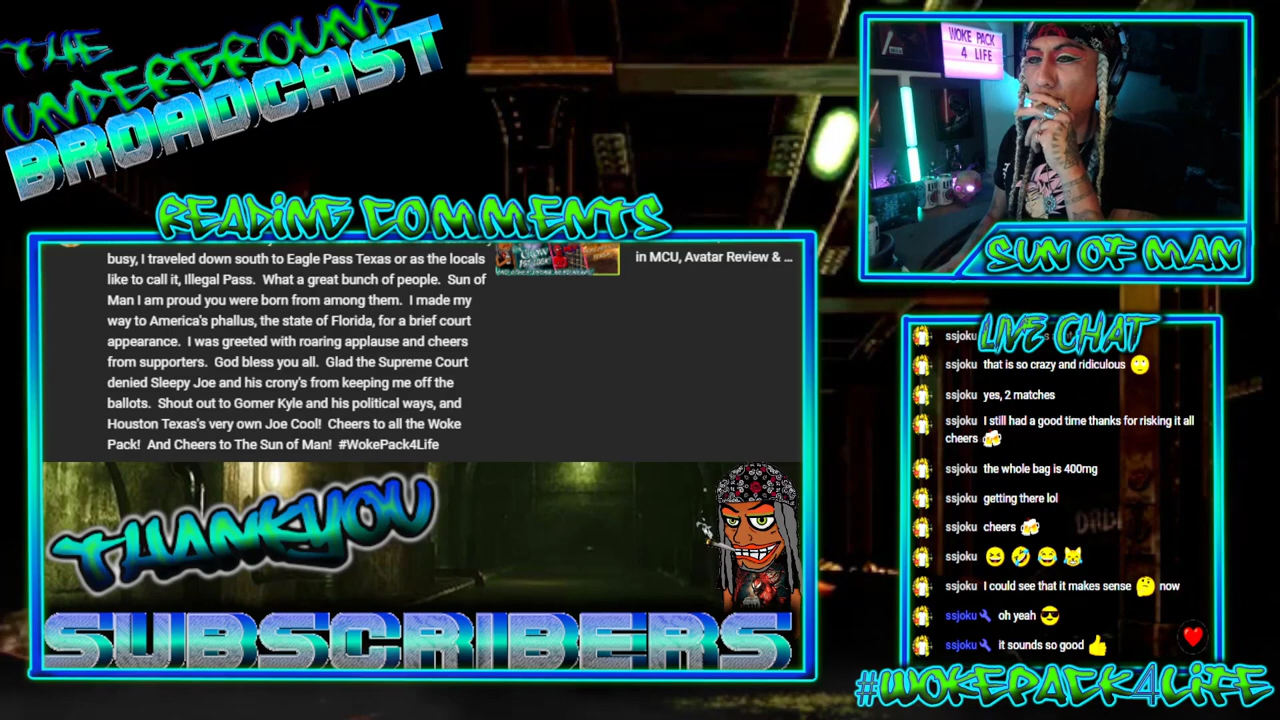 THE
UNDERGROUND
BROADCAST
READING COMMENTS
busy, I traveled down south to Eagle Pass Texas or as the locals
like to call it, Illegal Pass. What a great bunch of people. Sun of
Man I am proud you were born from among them. I made my
way to America's phallus, the state of Florida, for a brief court
appearance. I was greeted with roaring applause and cheers
from supporters. God bless you all. Glad the Supreme Court
denied Sleepy Joe and his crony's from keeping me off the
ballots. Shout out to Gomer Kyle and his political ways, and
Houston Texas's very own Joe Cool! Cheers to all the Woke
Pack! And Cheers to The Sun of Man! #WokePack4Life
in MCU, Avatar Review & ...
THANKYOU
SUBSCRIBERS
WOKE PACK
4 LIFE
SUN OF MAN
LIVE CHAT
ssjoku
ssjoku that is so crazy and ridiculous 🙄
ssjoku yes, 2 matches
ssjoku I still had a good time thanks for risking it all
cheers 🍻
ssjoku the whole bag is 400mg
ssjoku getting there lol
ssjoku cheers 🍻
ssjoku 😆 🤣 😂 😹
ssjoku I could see that it makes sense 🤔 now
ssjoku oh yeah 😎
ssjoku it sounds so good 👍
#WOKEPACK4LIFE